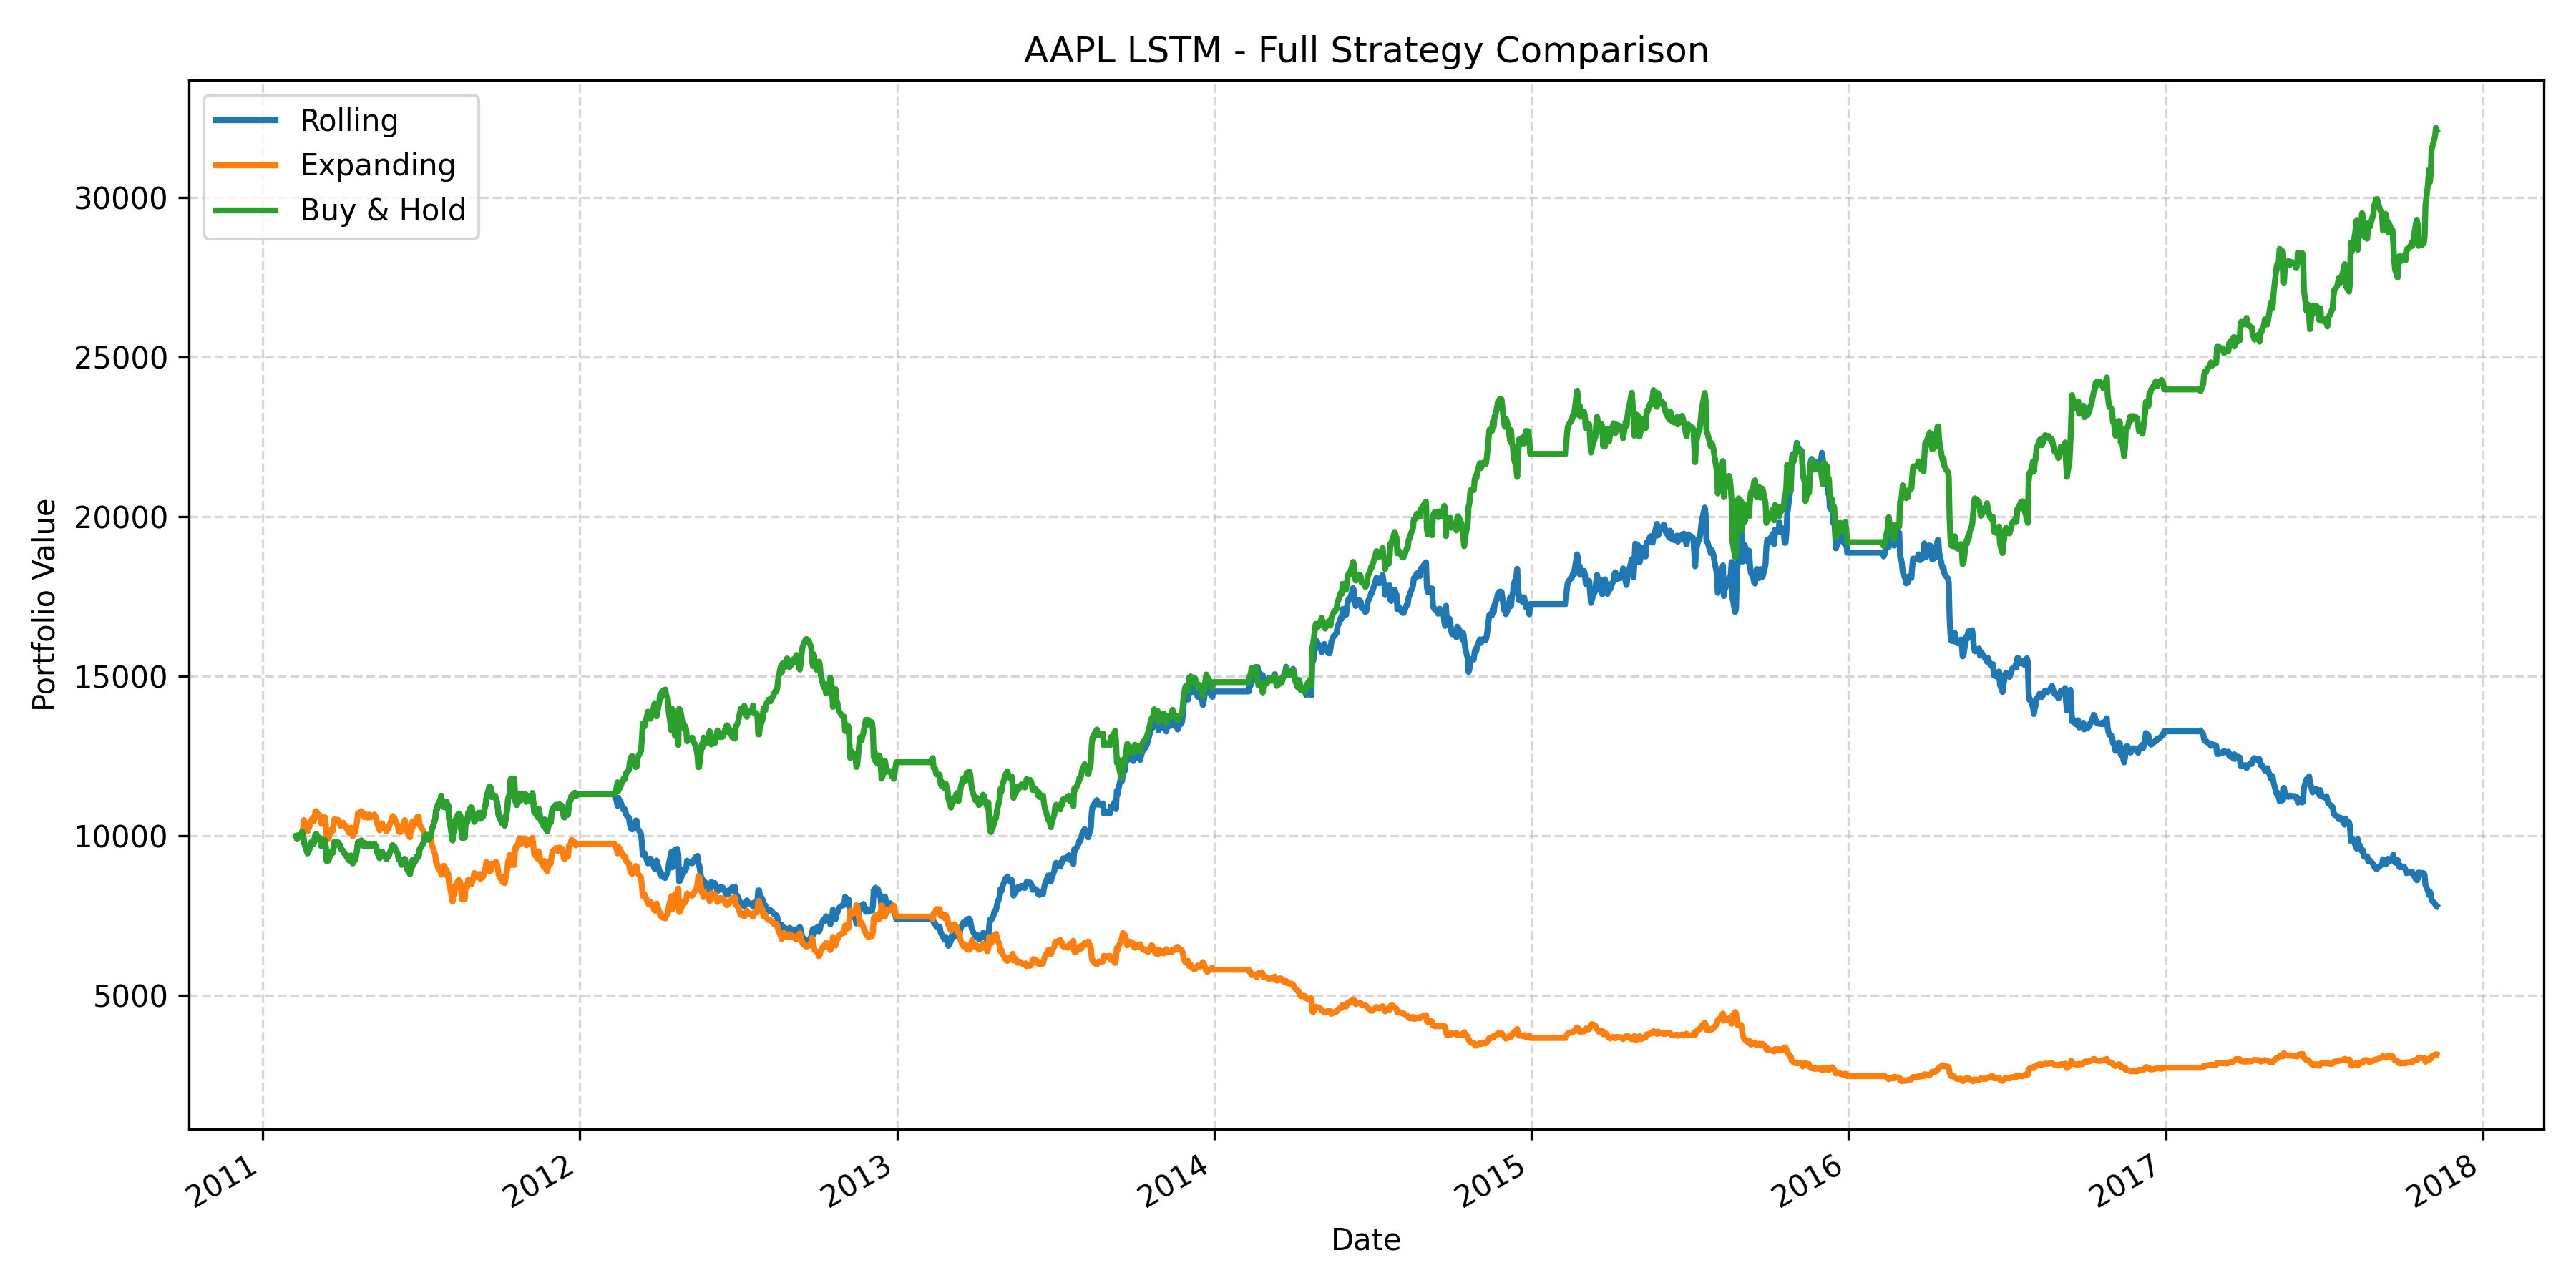 AAPL LSTM - Full Strategy Comparison
Rolling
Expanding
Buy & Hold
Portfolio Value
30000
25000
20000
15000
10000
5000
2011
2012
2013
2014
2015
2016
2017
2018
Date